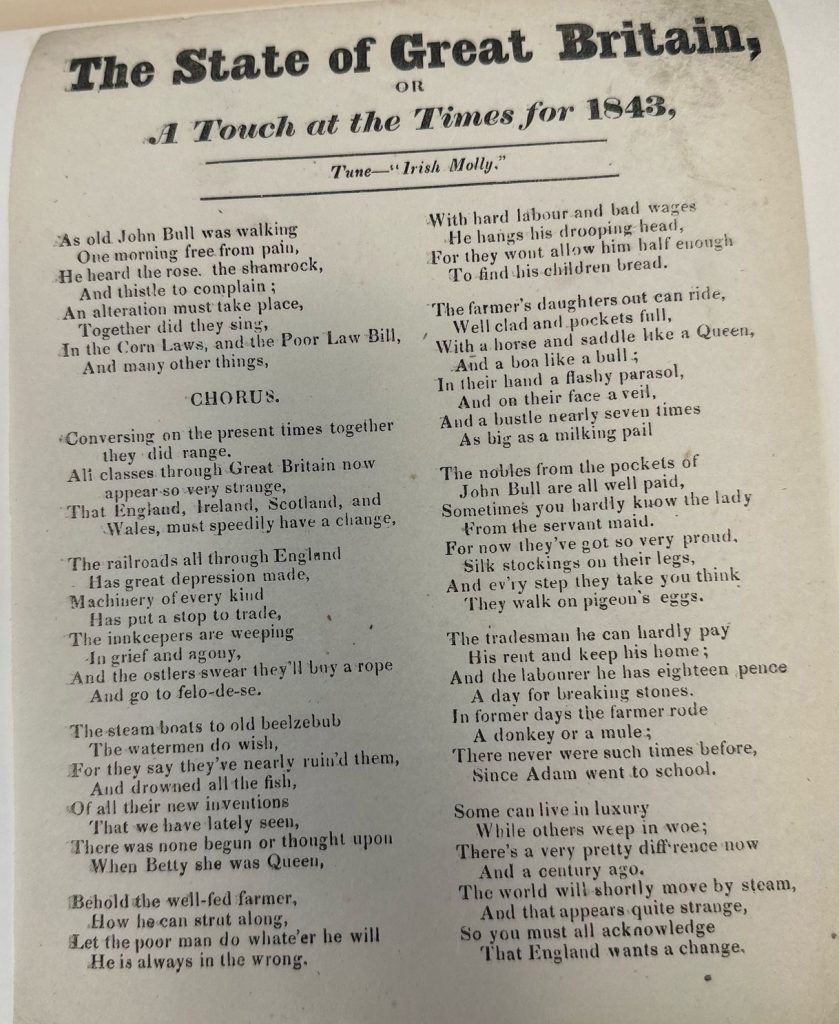 The State of Great Britain,
OR
A Touch at the Times for 1843,
Tune—"Irish Molly."
As old John Bull was walking
One morning free from pain,
He heard the rose. the shamrock,
And thistle to complain;
An alteration must take place,
Together did they sing,
In the Corn Laws, and the Poor Law Bill,
And many other things,
CHORUS.
Conversing on the present times together
they did range.
All classes through Great Britain now
appear so very strange,
That England, Ireland, Scotland, and
Wales, must speedily have a change,
The railroads all through England
Has great depression made,
Machinery of every kind
Has put a stop to trade,
The innkeepers are weeping
In grief and agony,
And the ostlers swear they'll buy a rope
And go to felo-de-se.
The steam boats to old beelzebub
The watermen do wish,
For they say they've nearly ruin'd them,
And drowned all the fish,
Of all their new inventions
That we have lately seen,
There was none begun or thought upon
When Betty she was Queen,
Behold the well-fed farmer,
How he can strut along,
Let the poor man do whate'er he will
He is always in the wrong.
With hard labour and bad wages
He hangs his drooping head,
For they wont allow him half enough
To find his children bread.
The farmer's daughters out can ride,
Well clad and pockets full,
With a horse and saddle like a Queen,
And a boa like a bull;
In their hand a flashy parasol,
And on their face a veil,
And a bustle nearly seven times
As big as a milking pail
The nobles from the pockets of
John Bull are all well paid,
Sometimes you hardly know the lady
From the servant maid.
For now they've got so very proud,
Silk stockings on their legs,
And ev'ry step they take you think
They walk on pigeon's eggs.
The tradesman he can hardly pay
His rent and keep his home;
And the labourer he has eighteen pence
A day for breaking stones.
In former days the farmer rode
A donkey or a mule;
There never were such times before,
Since Adam went to school.
Some can live in luxury
While others weep in woe;
There's a very pretty diff'rence now
And a century ago.
The world will shortly move by steam,
And that appears quite strange,
So you must all acknowledge
That England wants a change.